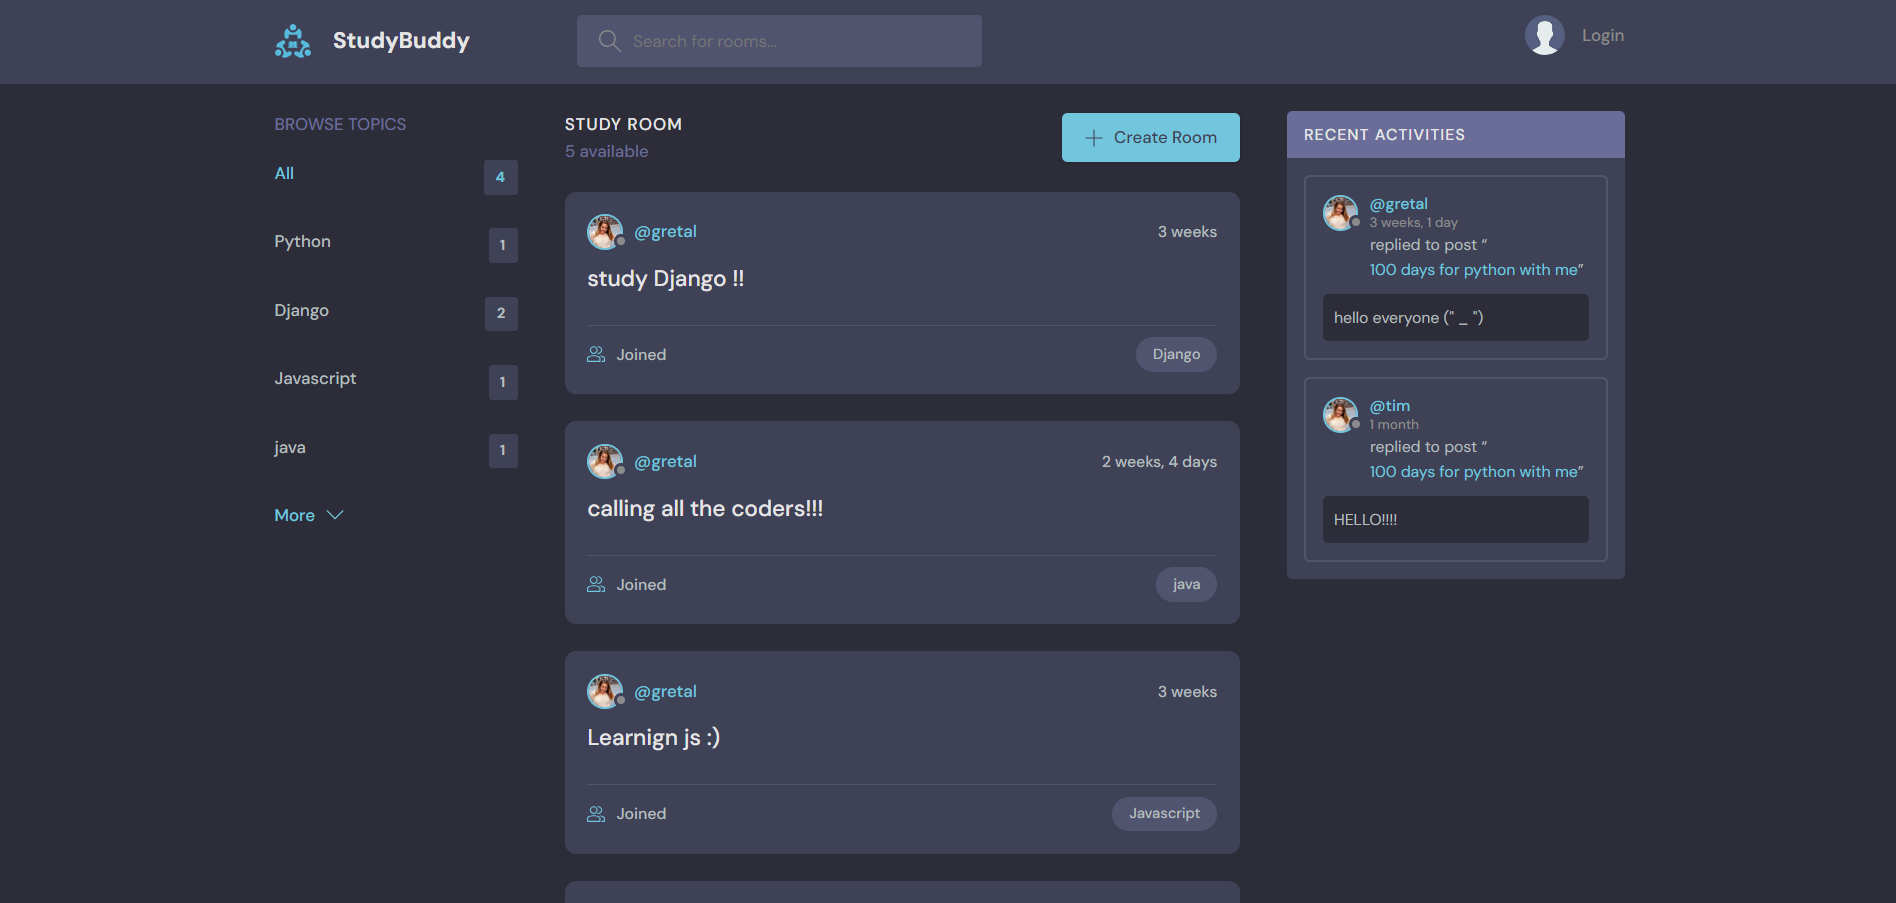 StudyBuddy
Search for rooms...
Login
BROWSE TOPICS
All 4
Python 1
Django 2
Javascript 1
java 1
More
STUDY ROOM
5 available
Create Room
@gretal 3 weeks
study Django !!
Joined Django
@gretal 2 weeks, 4 days
calling all the coders!!!
Joined java
@gretal 3 weeks
Learnign js :)
Joined Javascript
RECENT ACTIVITIES
@gretal
3 weeks, 1 day
replied to post “
100 days for python with me”
hello everyone (" _ ")
@tim
1 month
replied to post “
100 days for python with me”
HELLO!!!!